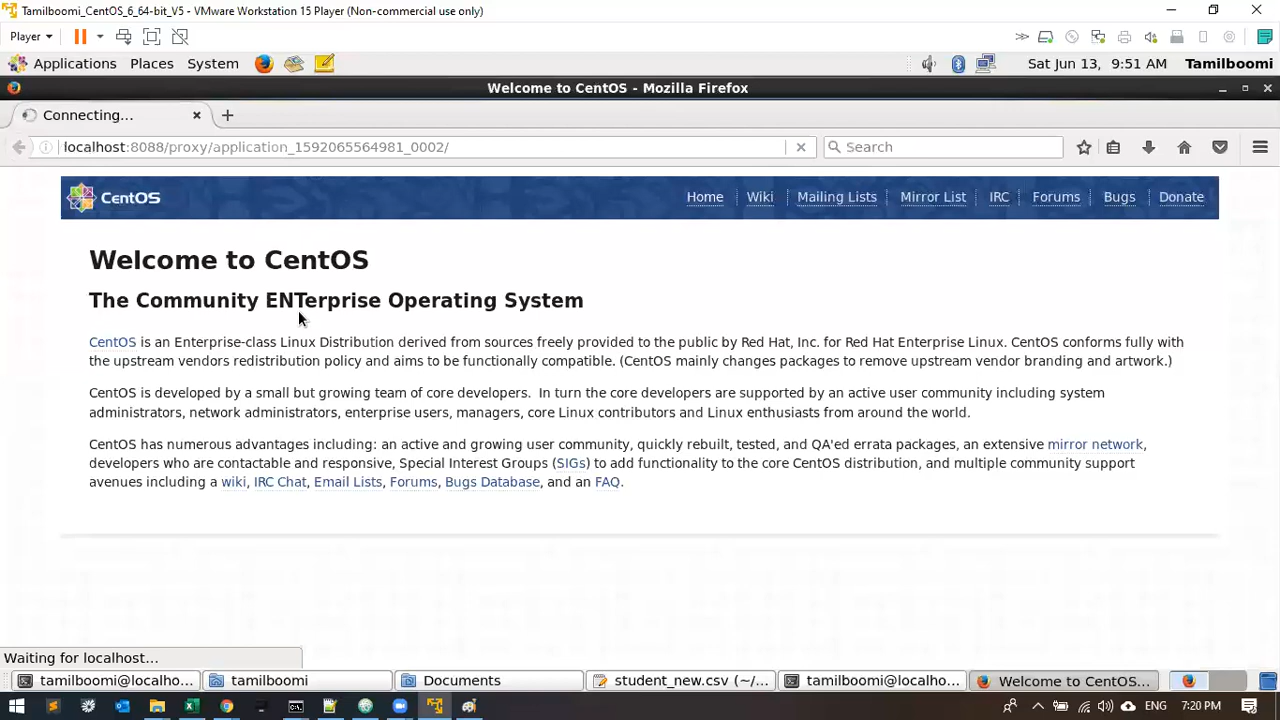 Tamilboomi_CentOS_6_64-bit_V5 - VMware Workstation 15 Player (Non-commercial use only)
Player
Applications Places System Sat Jun 13, 9:51 AM Tamilboomi
Welcome to CentOS - Mozilla Firefox
Connecting...
localhost:8088/proxy/application_1592065564981_0002/ Search
CentOS Home Wiki Mailing Lists Mirror List IRC Forums Bugs Donate
Welcome to CentOS
The Community ENTerprise Operating System
CentOS is an Enterprise-class Linux Distribution derived from sources freely provided to the public by Red Hat, Inc. for Red Hat Enterprise Linux. CentOS conforms fully with
the upstream vendors redistribution policy and aims to be functionally compatible. (CentOS mainly changes packages to remove upstream vendor branding and artwork.)
CentOS is developed by a small but growing team of core developers.  In turn the core developers are supported by an active user community including system
administrators, network administrators, enterprise users, managers, core Linux contributors and Linux enthusiasts from around the world.
CentOS has numerous advantages including: an active and growing user community, quickly rebuilt, tested, and QA'ed errata packages, an extensive mirror network,
developers who are contactable and responsive, Special Interest Groups (SIGs) to add functionality to the core CentOS distribution, and multiple community support
avenues including a wiki, IRC Chat, Email Lists, Forums, Bugs Database, and an FAQ.
Waiting for localhost...
tamilboomi@localho... tamilboomi Documents student_new.csv (~/... tamilboomi@localho... Welcome to CentOS...
ENG 7:20 PM